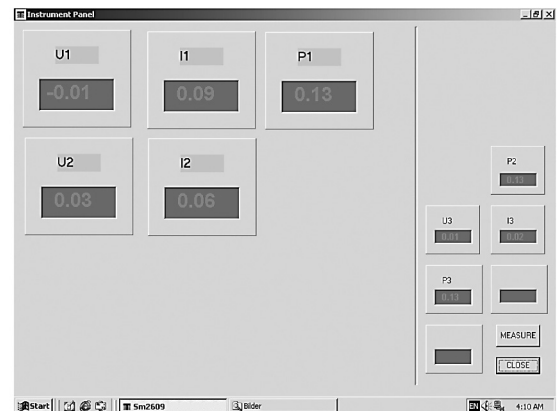 Instrument Panel
U1
-0.01
I1
0.09
P1
0.13
U2
0.03
I2
0.06
P2
0.13
U3
0.01
I3
0.02
P3
0.13
MEASURE
CLOSE
Start
Sm2609
Bilder
EN
4:10 AM